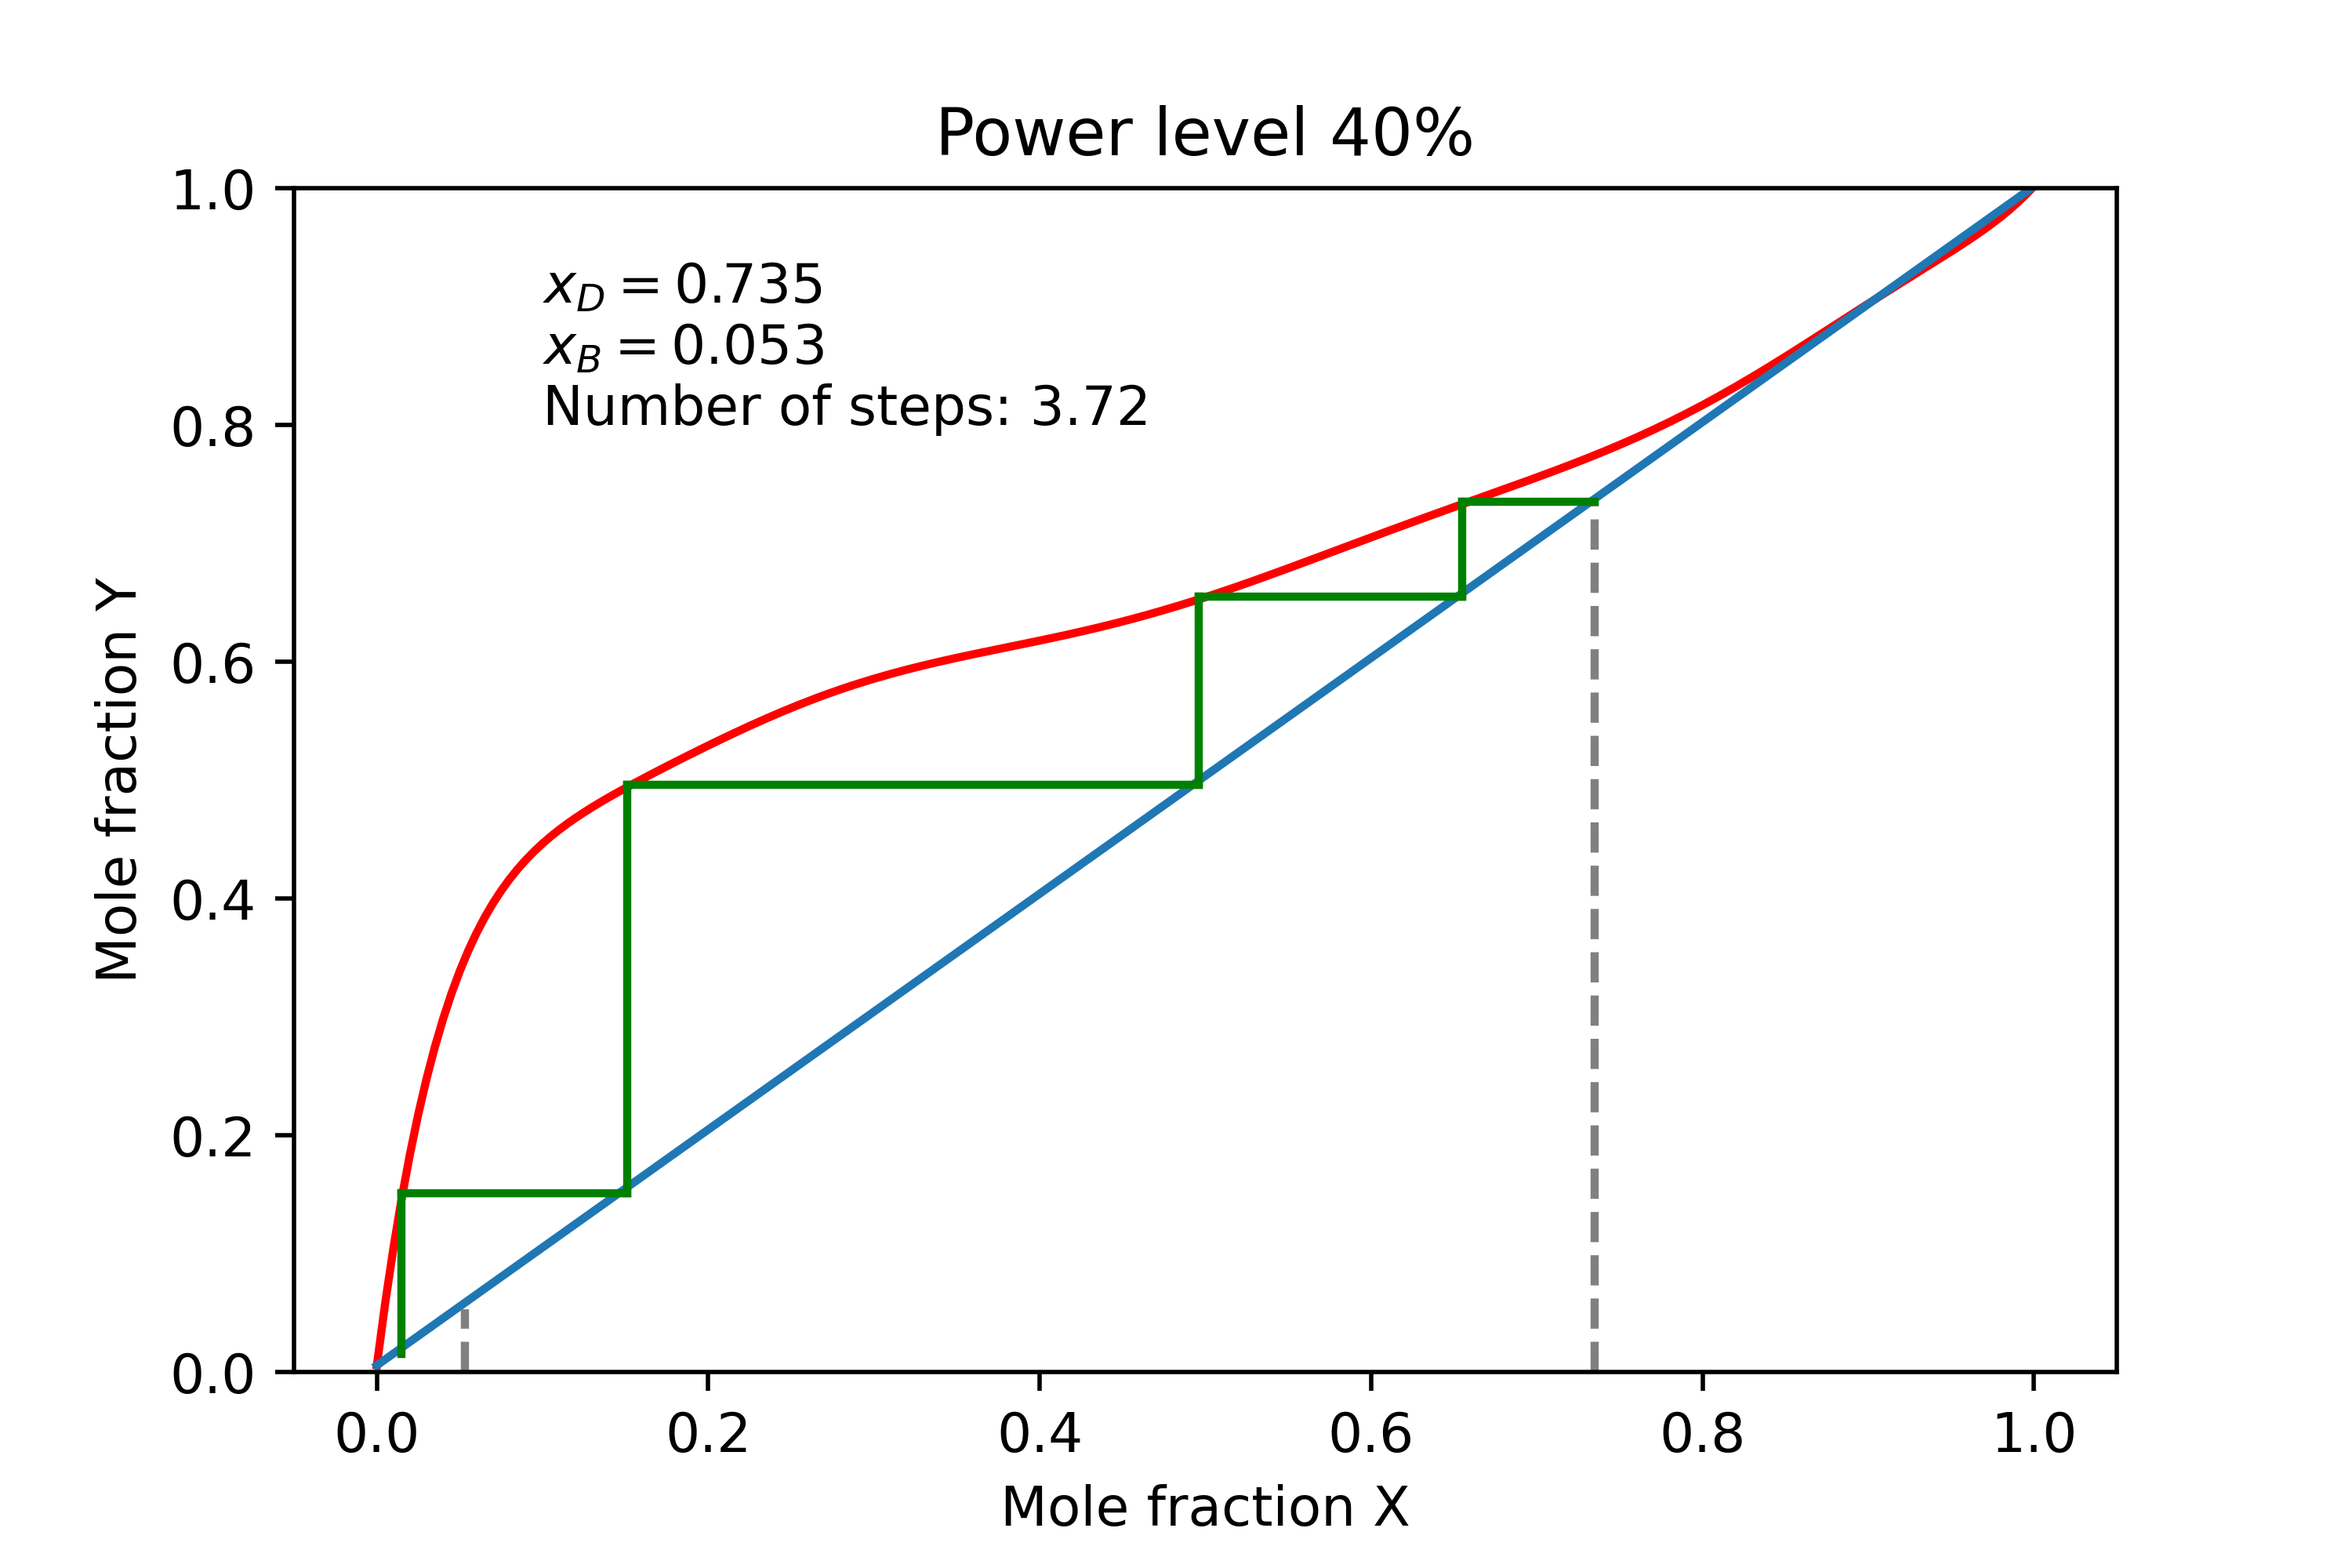 Power level 40%
1.0
0.8
0.6
0.4
0.2
0.0
Mole fraction Y
x_D = 0.735
x_B = 0.053
Number of steps: 3.72
0.0 0.2 0.4 0.6 0.8 1.0
Mole fraction X